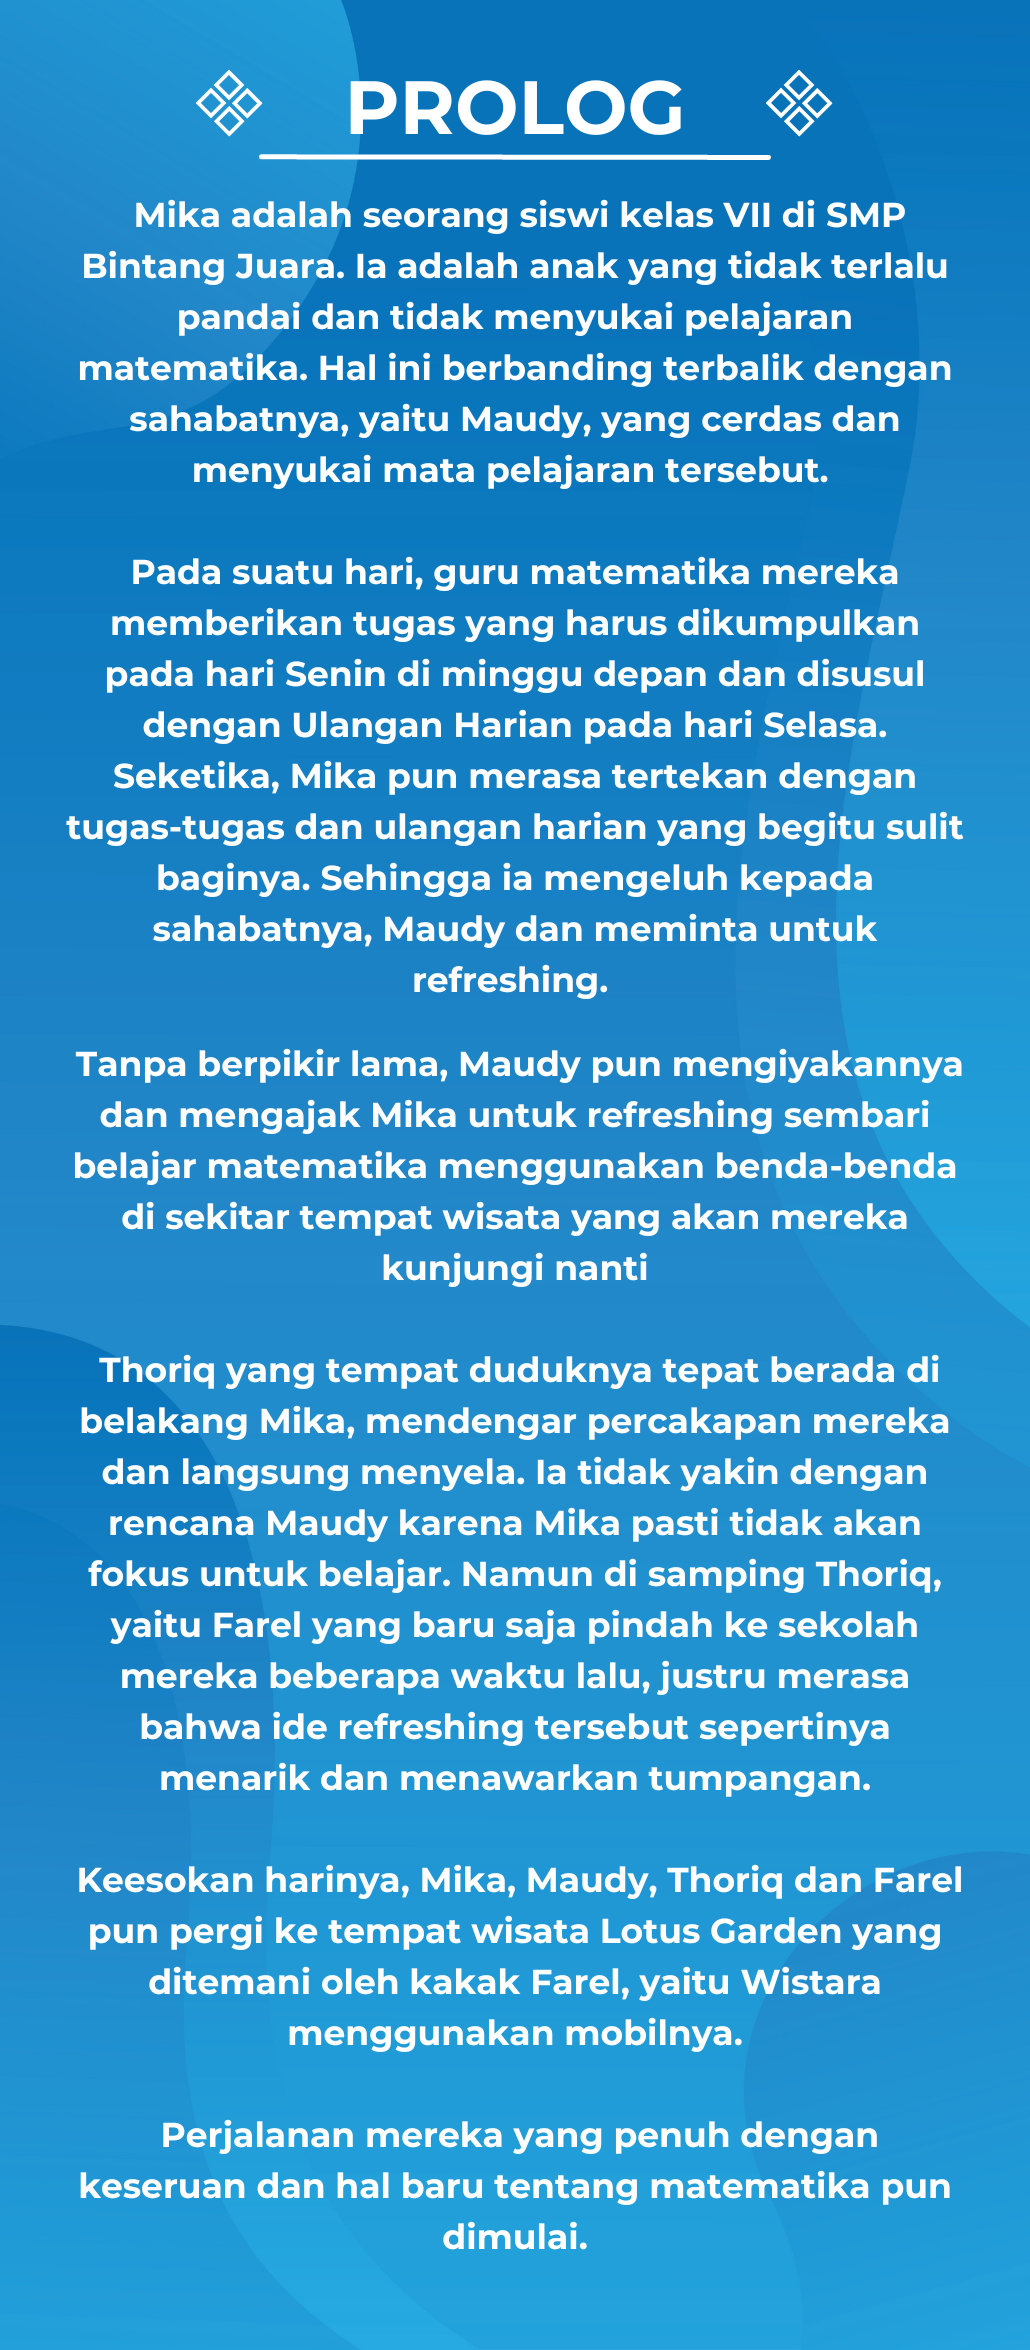 PROLOG
Mika adalah seorang siswi kelas VII di SMP
Bintang Juara. Ia adalah anak yang tidak terlalu
pandai dan tidak menyukai pelajaran
matematika. Hal ini berbanding terbalik dengan
sahabatnya, yaitu Maudy, yang cerdas dan
menyukai mata pelajaran tersebut.
Pada suatu hari, guru matematika mereka
memberikan tugas yang harus dikumpulkan
pada hari Senin di minggu depan dan disusul
dengan Ulangan Harian pada hari Selasa.
Seketika, Mika pun merasa tertekan dengan
tugas-tugas dan ulangan harian yang begitu sulit
baginya. Sehingga ia mengeluh kepada
sahabatnya, Maudy dan meminta untuk
refreshing.
Tanpa berpikir lama, Maudy pun mengiyakannya
dan mengajak Mika untuk refreshing sembari
belajar matematika menggunakan benda-benda
di sekitar tempat wisata yang akan mereka
kunjungi nanti
Thoriq yang tempat duduknya tepat berada di
belakang Mika, mendengar percakapan mereka
dan langsung menyela. Ia tidak yakin dengan
rencana Maudy karena Mika pasti tidak akan
fokus untuk belajar. Namun di samping Thoriq,
yaitu Farel yang baru saja pindah ke sekolah
mereka beberapa waktu lalu, justru merasa
bahwa ide refreshing tersebut sepertinya
menarik dan menawarkan tumpangan.
Keesokan harinya, Mika, Maudy, Thoriq dan Farel
pun pergi ke tempat wisata Lotus Garden yang
ditemani oleh kakak Farel, yaitu Wistara
menggunakan mobilnya.
Perjalanan mereka yang penuh dengan
keseruan dan hal baru tentang matematika pun
dimulai.